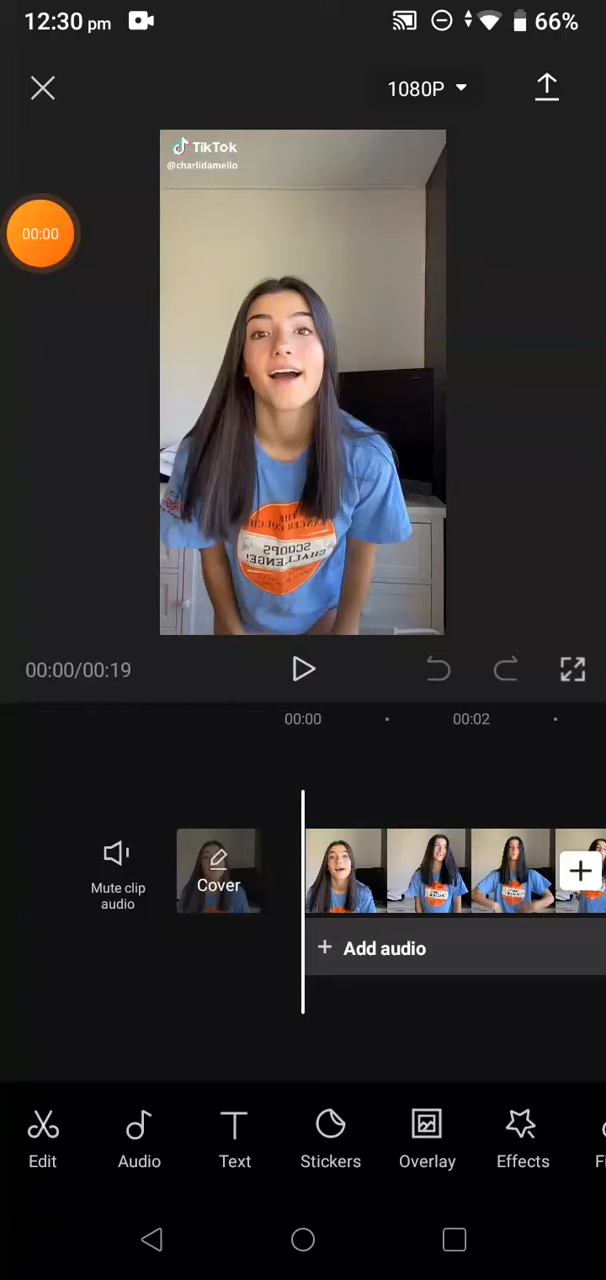 12:30 pm
66%
1080P
TikTok
@charlidamelio
00:00
THE
SCOOPS
CHALLENGE!
00:00/00:19
00:00
00:02
Mute clip
audio
Cover
+ Add audio
Edit
Audio
Text
Stickers
Overlay
Effects